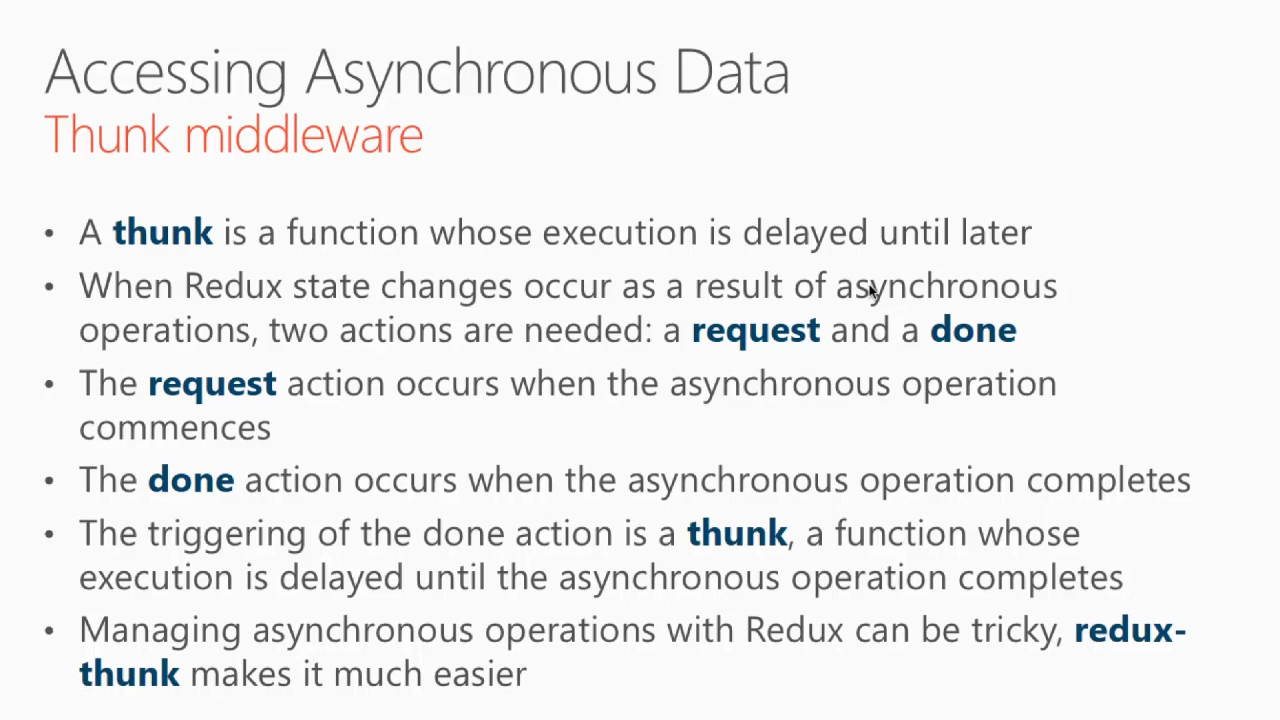 Accessing Asynchronous Data
Thunk middleware
• A thunk is a function whose execution is delayed until later
• When Redux state changes occur as a result of asynchronous
operations, two actions are needed: a request and a done
• The request action occurs when the asynchronous operation
commences
• The done action occurs when the asynchronous operation completes
• The triggering of the done action is a thunk, a function whose
execution is delayed until the asynchronous operation completes
• Managing asynchronous operations with Redux can be tricky, redux-
thunk makes it much easier